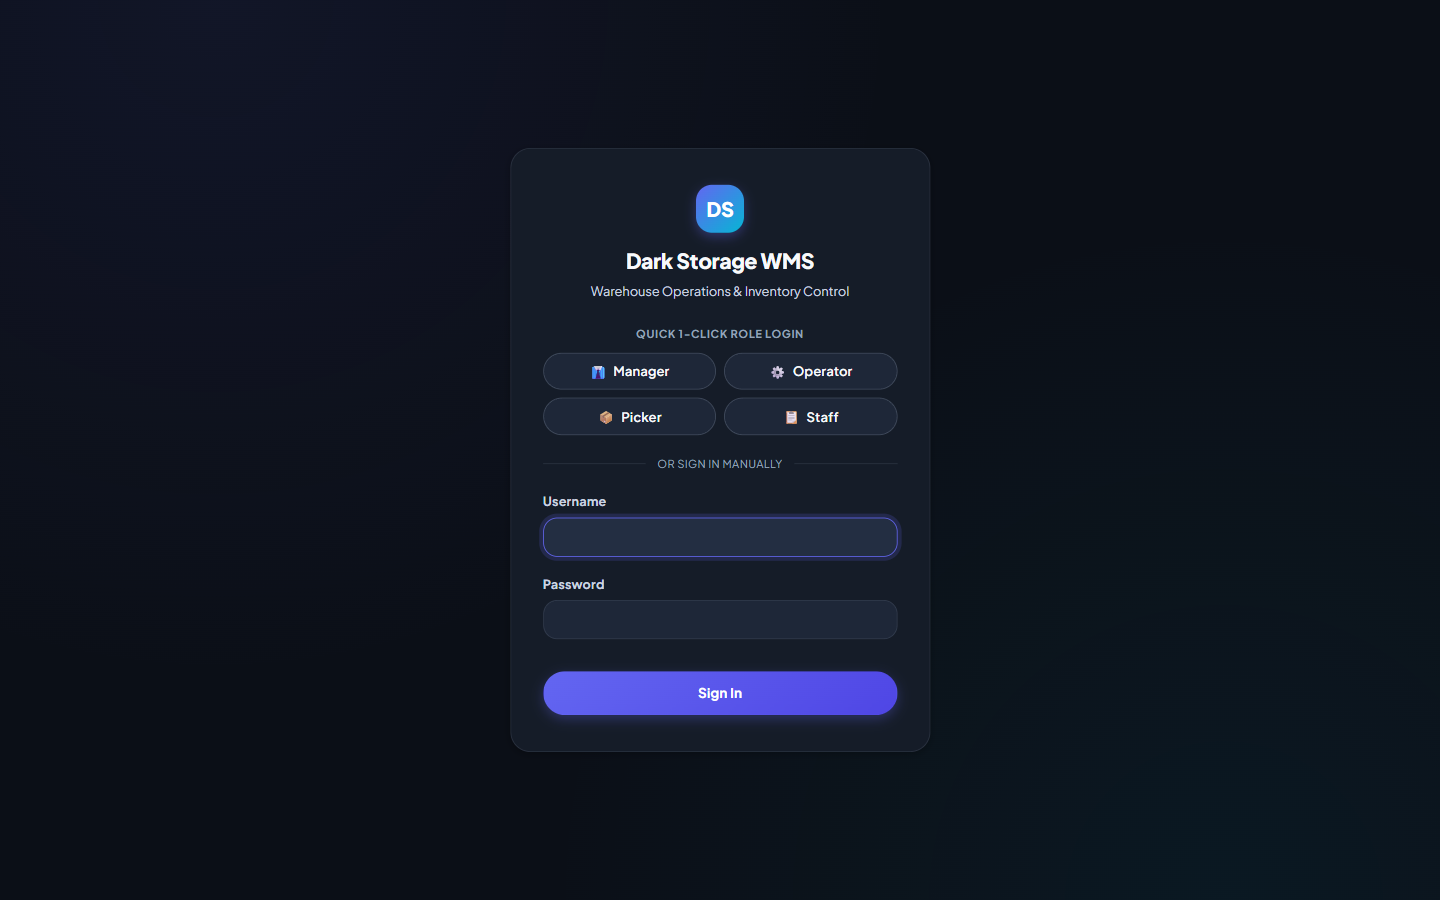 DS
Dark Storage WMS
Warehouse Operations & Inventory Control
QUICK 1-CLICK ROLE LOGIN
Manager
Operator
Picker
Staff
OR SIGN IN MANUALLY
Username
Password
Sign In